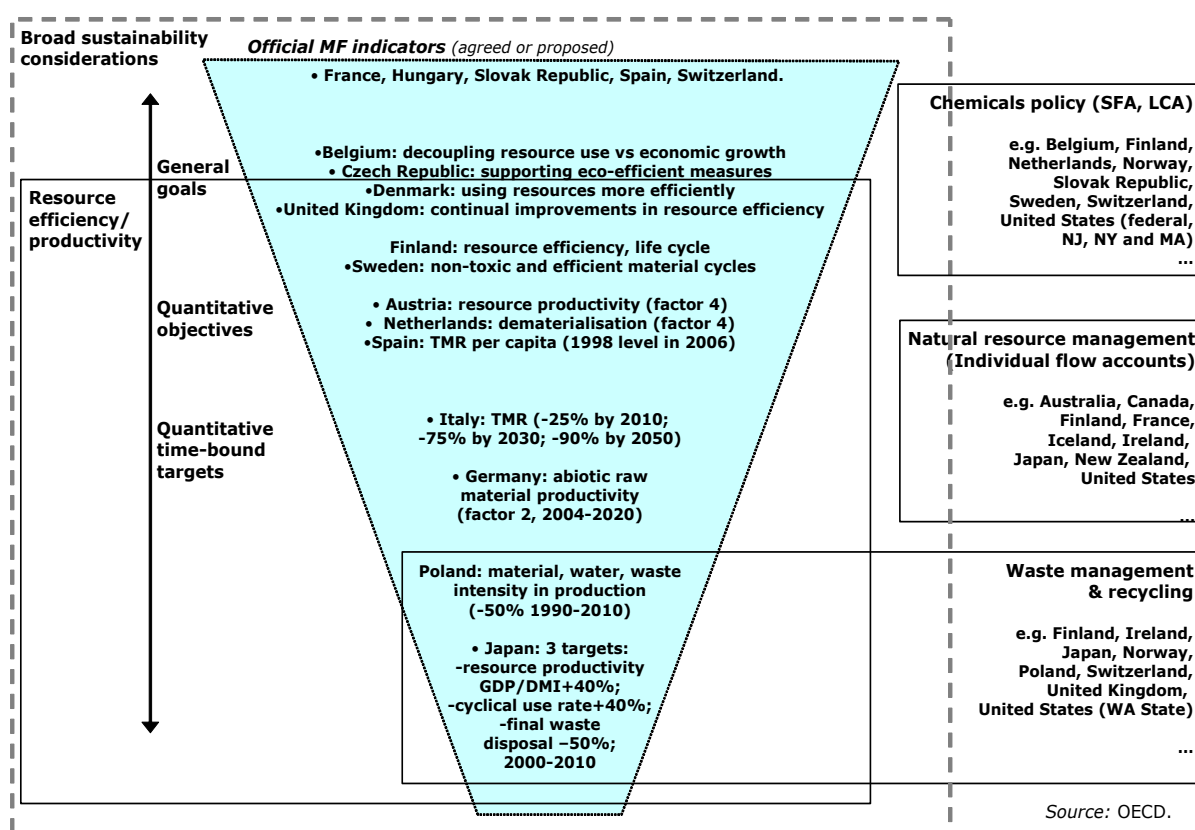 Broad sustainability
considerations
Official MF indicators (agreed or proposed)
• France, Hungary, Slovak Republic, Spain, Switzerland.
General
goals
•Belgium: decoupling resource use vs economic growth
• Czech Republic: supporting eco-efficient measures
•Denmark: using resources more efficiently
•United Kingdom: continual improvements in resource efficiency
Resource
efficiency/
productivity
Finland: resource efficiency, life cycle
•Sweden: non-toxic and efficient material cycles
Quantitative
objectives
• Austria: resource productivity (factor 4)
• Netherlands: dematerialisation (factor 4)
•Spain: TMR per capita (1998 level in 2006)
Quantitative
time-bound
targets
• Italy: TMR (-25% by 2010;
-75% by 2030; -90% by 2050)
• Germany: abiotic raw
material productivity
(factor 2, 2004-2020)
Poland: material, water, waste
intensity in production
(-50% 1990-2010)
• Japan: 3 targets:
-resource productivity
GDP/DMI+40%;
-cyclical use rate+40%;
-final waste
disposal –50%;
2000-2010
Chemicals policy (SFA, LCA)
e.g. Belgium, Finland,
Netherlands, Norway,
Slovak Republic,
Sweden, Switzerland,
United States (federal,
NJ, NY and MA)
...
Natural resource management
(Individual flow accounts)
e.g. Australia, Canada,
Finland, France,
Iceland, Ireland,
Japan, New Zealand,
United States
...
Waste management
& recycling
e.g. Finland, Ireland,
Japan, Norway,
Poland, Switzerland,
United Kingdom,
United States (WA State)
...
Source: OECD.